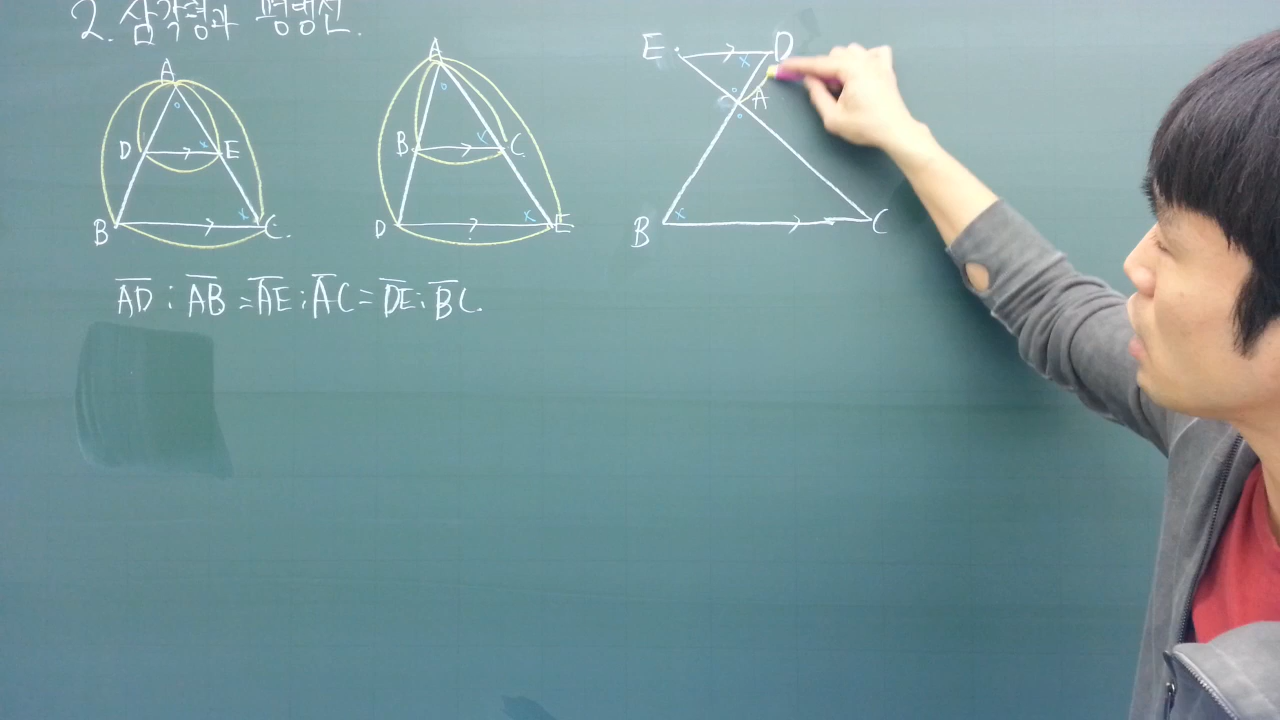 2. 삼각형과 평행선.
A
D E
B C.
A
B C
D E
E D
A
B C
AD : AB = AE : AC = DE : BC.